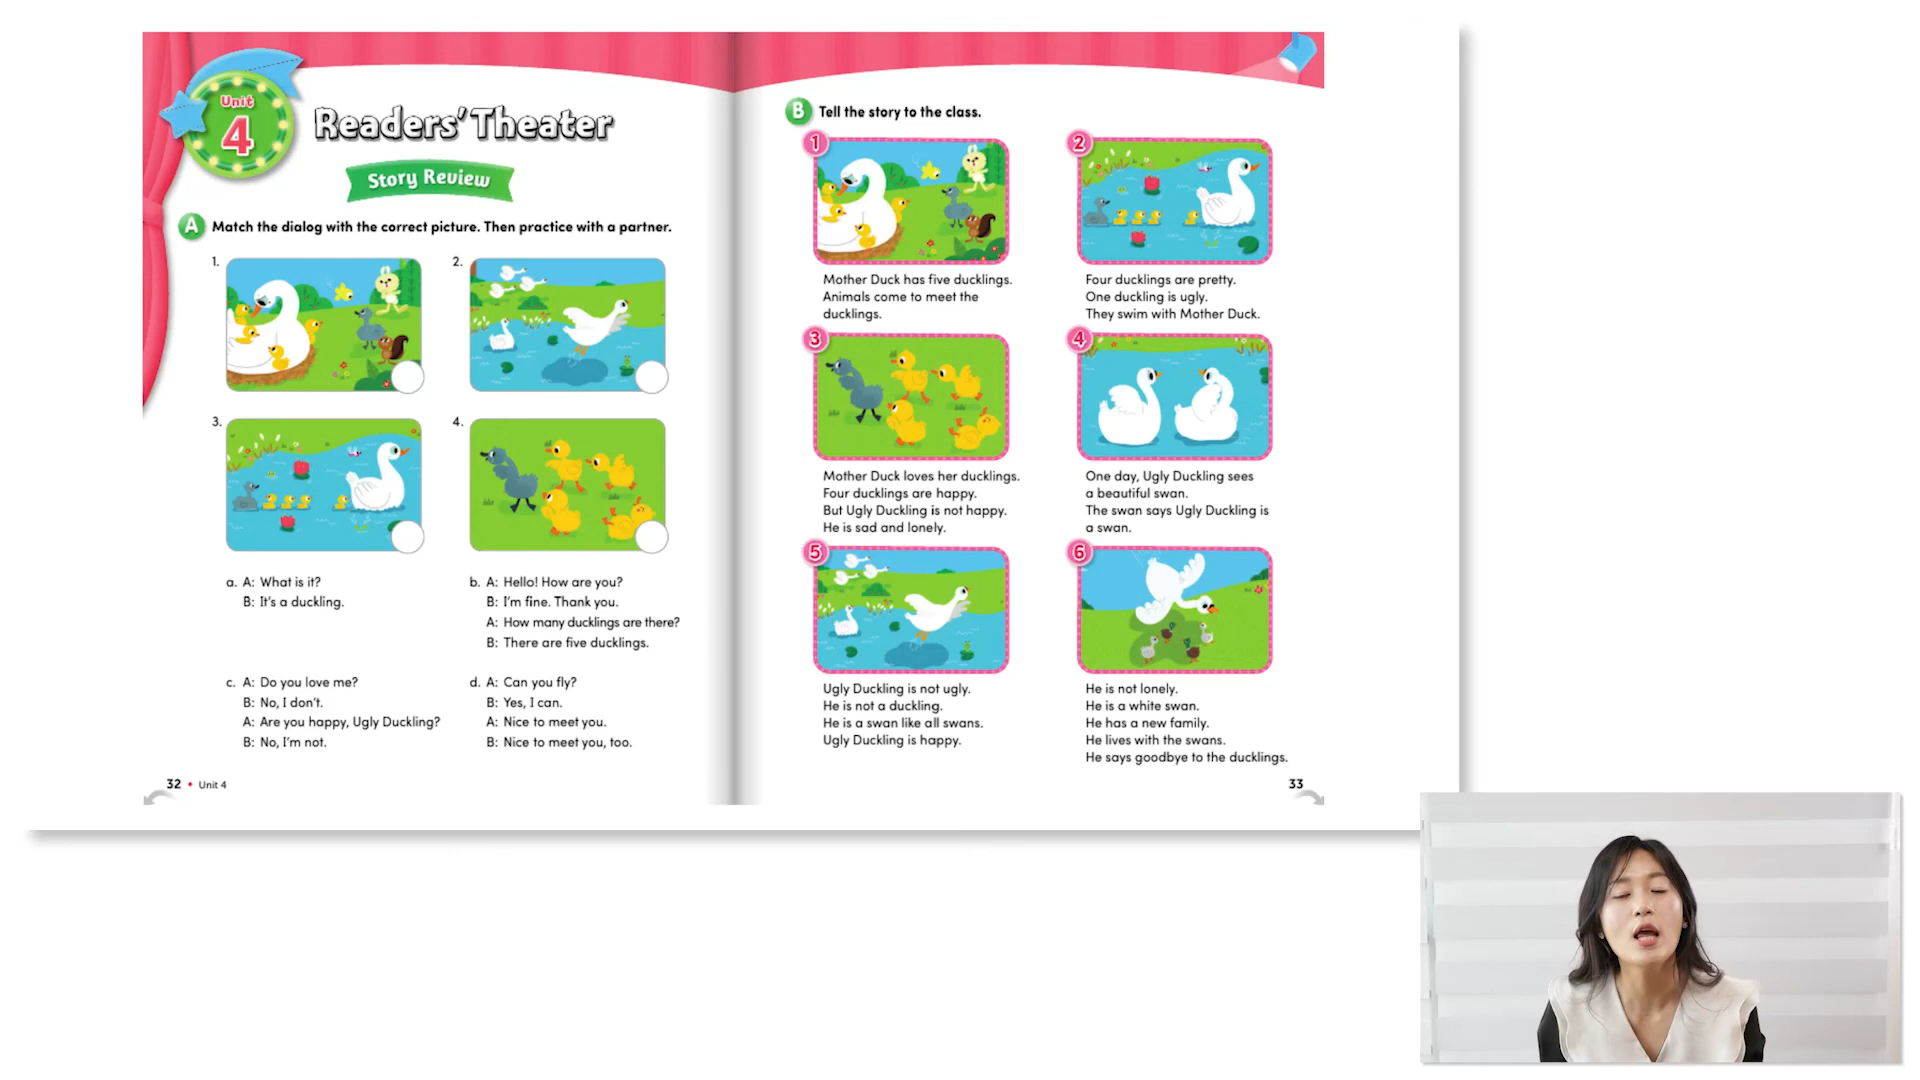 Unit
4
Readers' Theater
Story Review
A Match the dialog with the correct picture. Then practice with a partner.
1.
2.
3.
4.
a. A: What is it?
B: It's a duckling.
b. A: Hello! How are you?
B: I'm fine. Thank you.
A: How many ducklings are there?
B: There are five ducklings.
c. A: Do you love me?
B: No, I don't.
A: Are you happy, Ugly Duckling?
B: No, I'm not.
d. A: Can you fly?
B: Yes, I can.
A: Nice to meet you.
B: Nice to meet you, too.
32 • Unit 4
B Tell the story to the class.
1
Mother Duck has five ducklings.
Animals come to meet the
ducklings.
2
Four ducklings are pretty.
One duckling is ugly.
They swim with Mother Duck.
3
Mother Duck loves her ducklings.
Four ducklings are happy.
But Ugly Duckling is not happy.
He is sad and lonely.
4
One day, Ugly Duckling sees
a beautiful swan.
The swan says Ugly Duckling is
a swan.
5
Ugly Duckling is not ugly.
He is not a duckling.
He is a swan like all swans.
Ugly Duckling is happy.
6
He is not lonely.
He is a white swan.
He has a new family.
He lives with the swans.
He says goodbye to the ducklings.
33